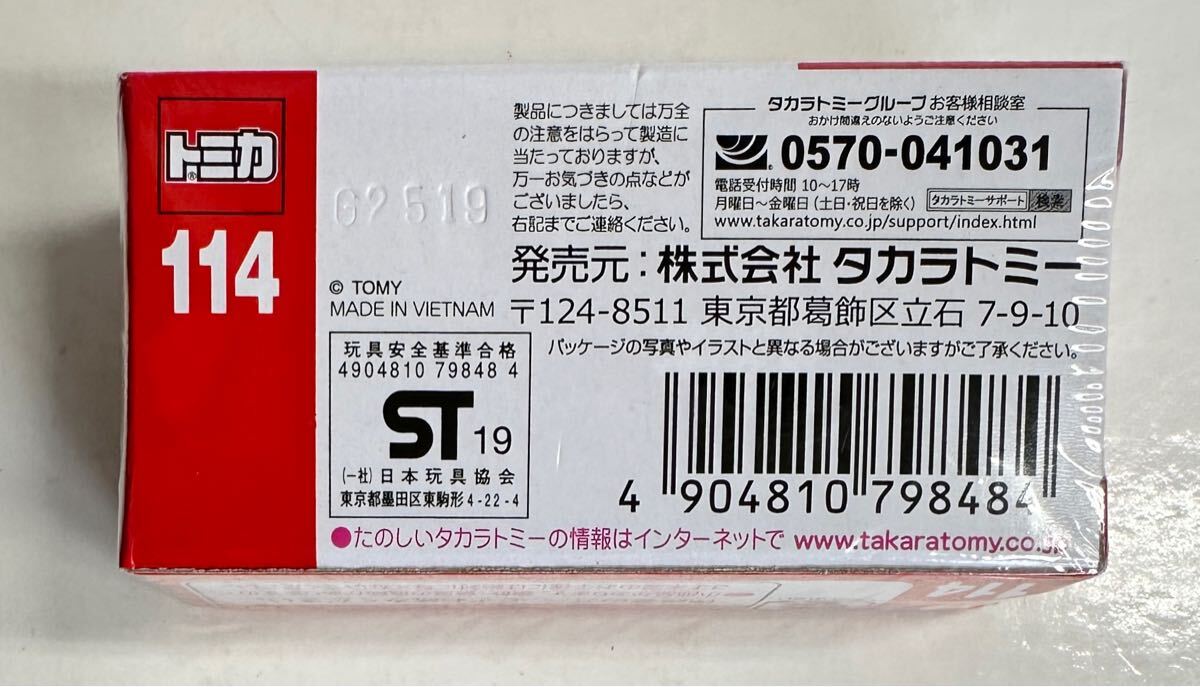 トミカ
®
114
G2519
© TOMY
MADE IN VIETNAM
玩具安全基準合格
4904810 79848 4
ST 19
(一社)日本玩具協会
東京都墨田区東駒形4-22-4
製品につきましては万全
の注意をはらって製造に
当たっておりますが、
万一お気づきの点などが
ございましたら、
右記までご連絡ください。
タカラトミーグループお客様相談室
おかけ間違えのないようご注意ください
0570-041031
電話受付時間 10〜17時
月曜日〜金曜日(土日・祝日を除く)
タカラトミーサポート 検索
www.takaratomy.co.jp/support/index.html
発売元:株式会社 タカラトミー
〒124-8511 東京都葛飾区立石 7-9-10
パッケージの写真やイラストと異なる場合がございますがご了承ください。
4 904810 798484
●たのしいタカラトミーの情報はインターネットで www.takaratomy.co.jp
114